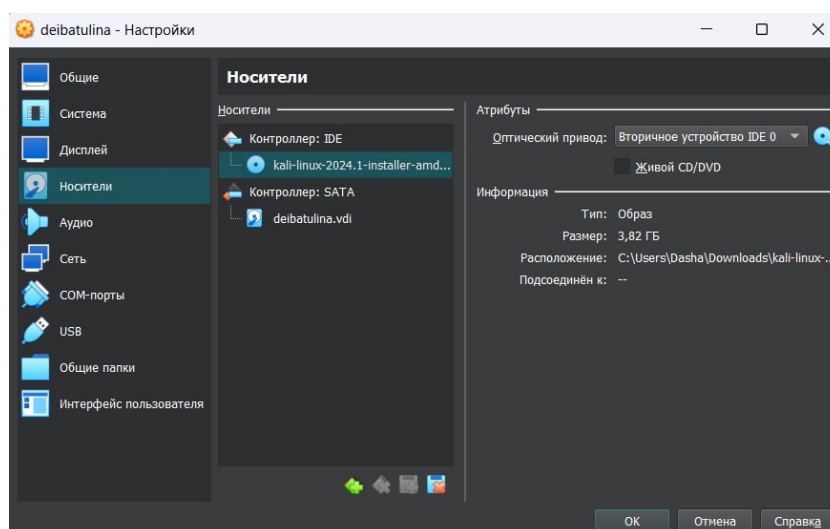 deibatulina - Настройки
Общие
Система
Дисплей
Носители
Аудио
Сеть
COM-порты
USB
Общие папки
Интерфейс пользователя
Носители
Носители
Контроллер: IDE
kali-linux-2024.1-installer-amd...
Контроллер: SATA
deibatulina.vdi
Атрибуты
Оптический привод: Вторичное устройство IDE 0
Живой CD/DVD
Информация
Тип: Образ
Размер: 3,82 ГБ
Расположение: C:\Users\Dasha\Downloads\kali-linux-..
Подсоединён к: --
OK Отмена Справка